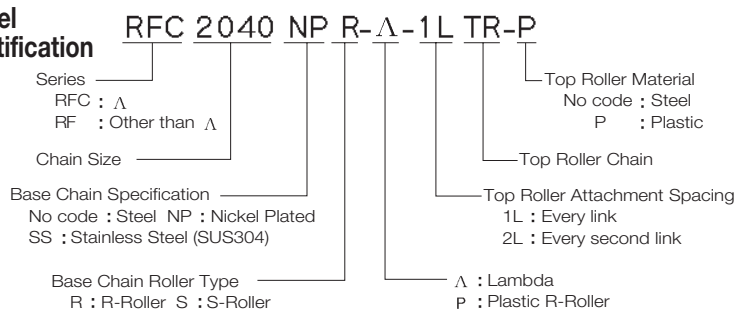 el
tification
RFC 2040 NP R-Λ-1L TR-P
Series
RFC : Λ
RF : Other than Λ
Chain Size
Base Chain Specification
No code : Steel NP : Nickel Plated
SS : Stainless Steel (SUS304)
Base Chain Roller Type
R : R-Roller S : S-Roller
Top Roller Material
No code : Steel
P : Plastic
Top Roller Chain
Top Roller Attachment Spacing
1L : Every link
2L : Every second link
Λ : Lambda
P : Plastic R-Roller